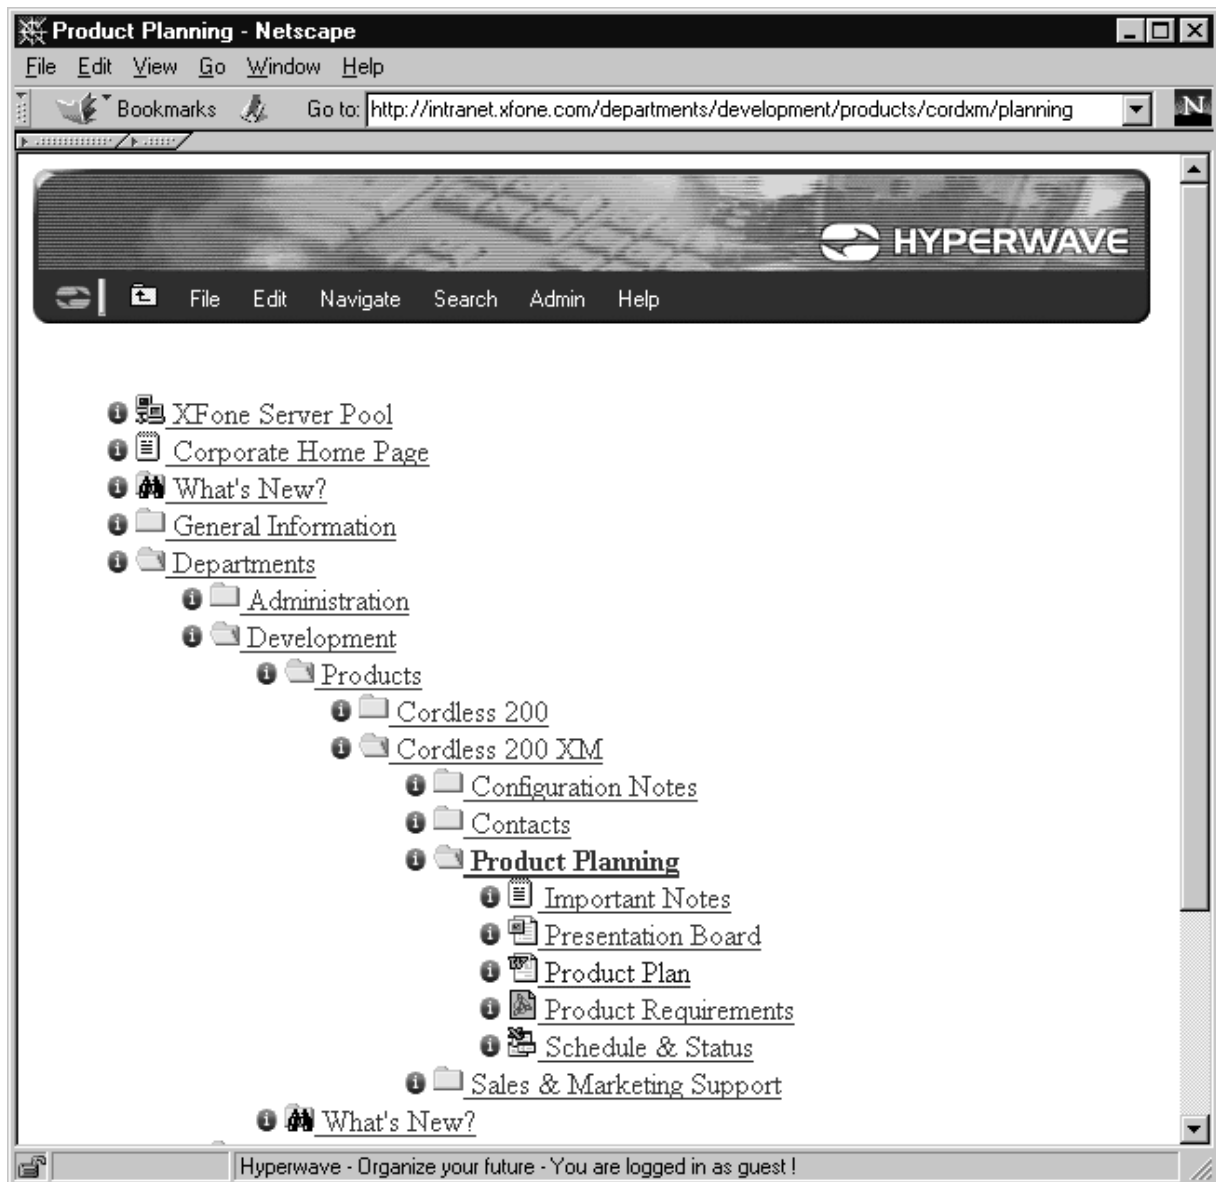 Product Planning - Netscape
File Edit View Go Window Help
Bookmarks Go to: http://intranet.xfone.com/departments/development/products/cordxm/planning
N
HYPERWAVE
File Edit Navigate Search Admin Help
XFone Server Pool
Corporate Home Page
What's New?
General Information
Departments
Administration
Development
Products
Cordless 200
Cordless 200 XM
Configuration Notes
Contacts
Product Planning
Important Notes
Presentation Board
Product Plan
Product Requirements
Schedule & Status
Sales & Marketing Support
What's New?
Hyperwave - Organize your future - You are logged in as guest !